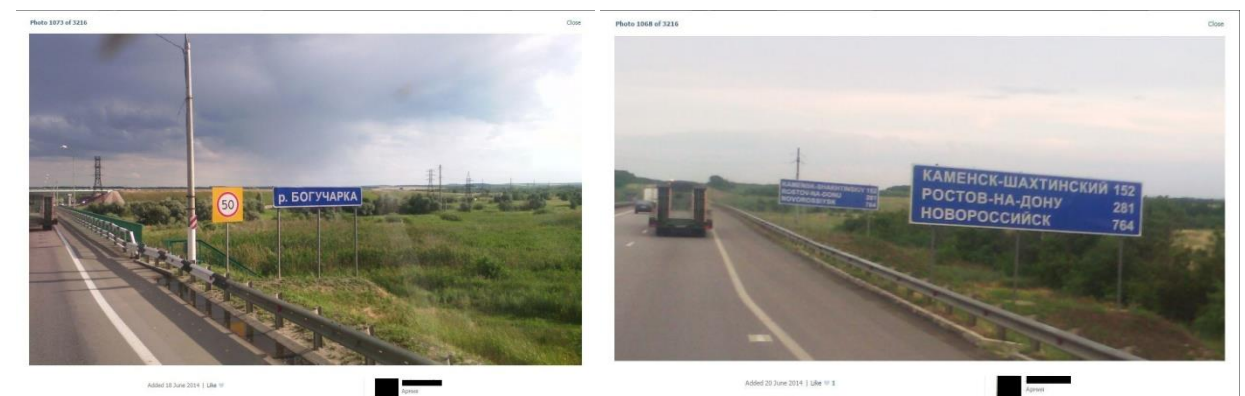 Photo 1073 of 3216
Close
50
р. БОГУЧАРКА
Added 18 June 2014 | Like
Армия
Photo 1068 of 3216
Close
KAMENSK-SHAKHTINSKIY 152
ROSTOV-NA-DONU 281
NOVOROSSIYSK 764
КАМЕНСК-ШАХТИНСКИЙ 152
РОСТОВ-НА-ДОНУ 281
НОВОРОССИЙСК 764
Added 20 June 2014 | Like 5
Армия